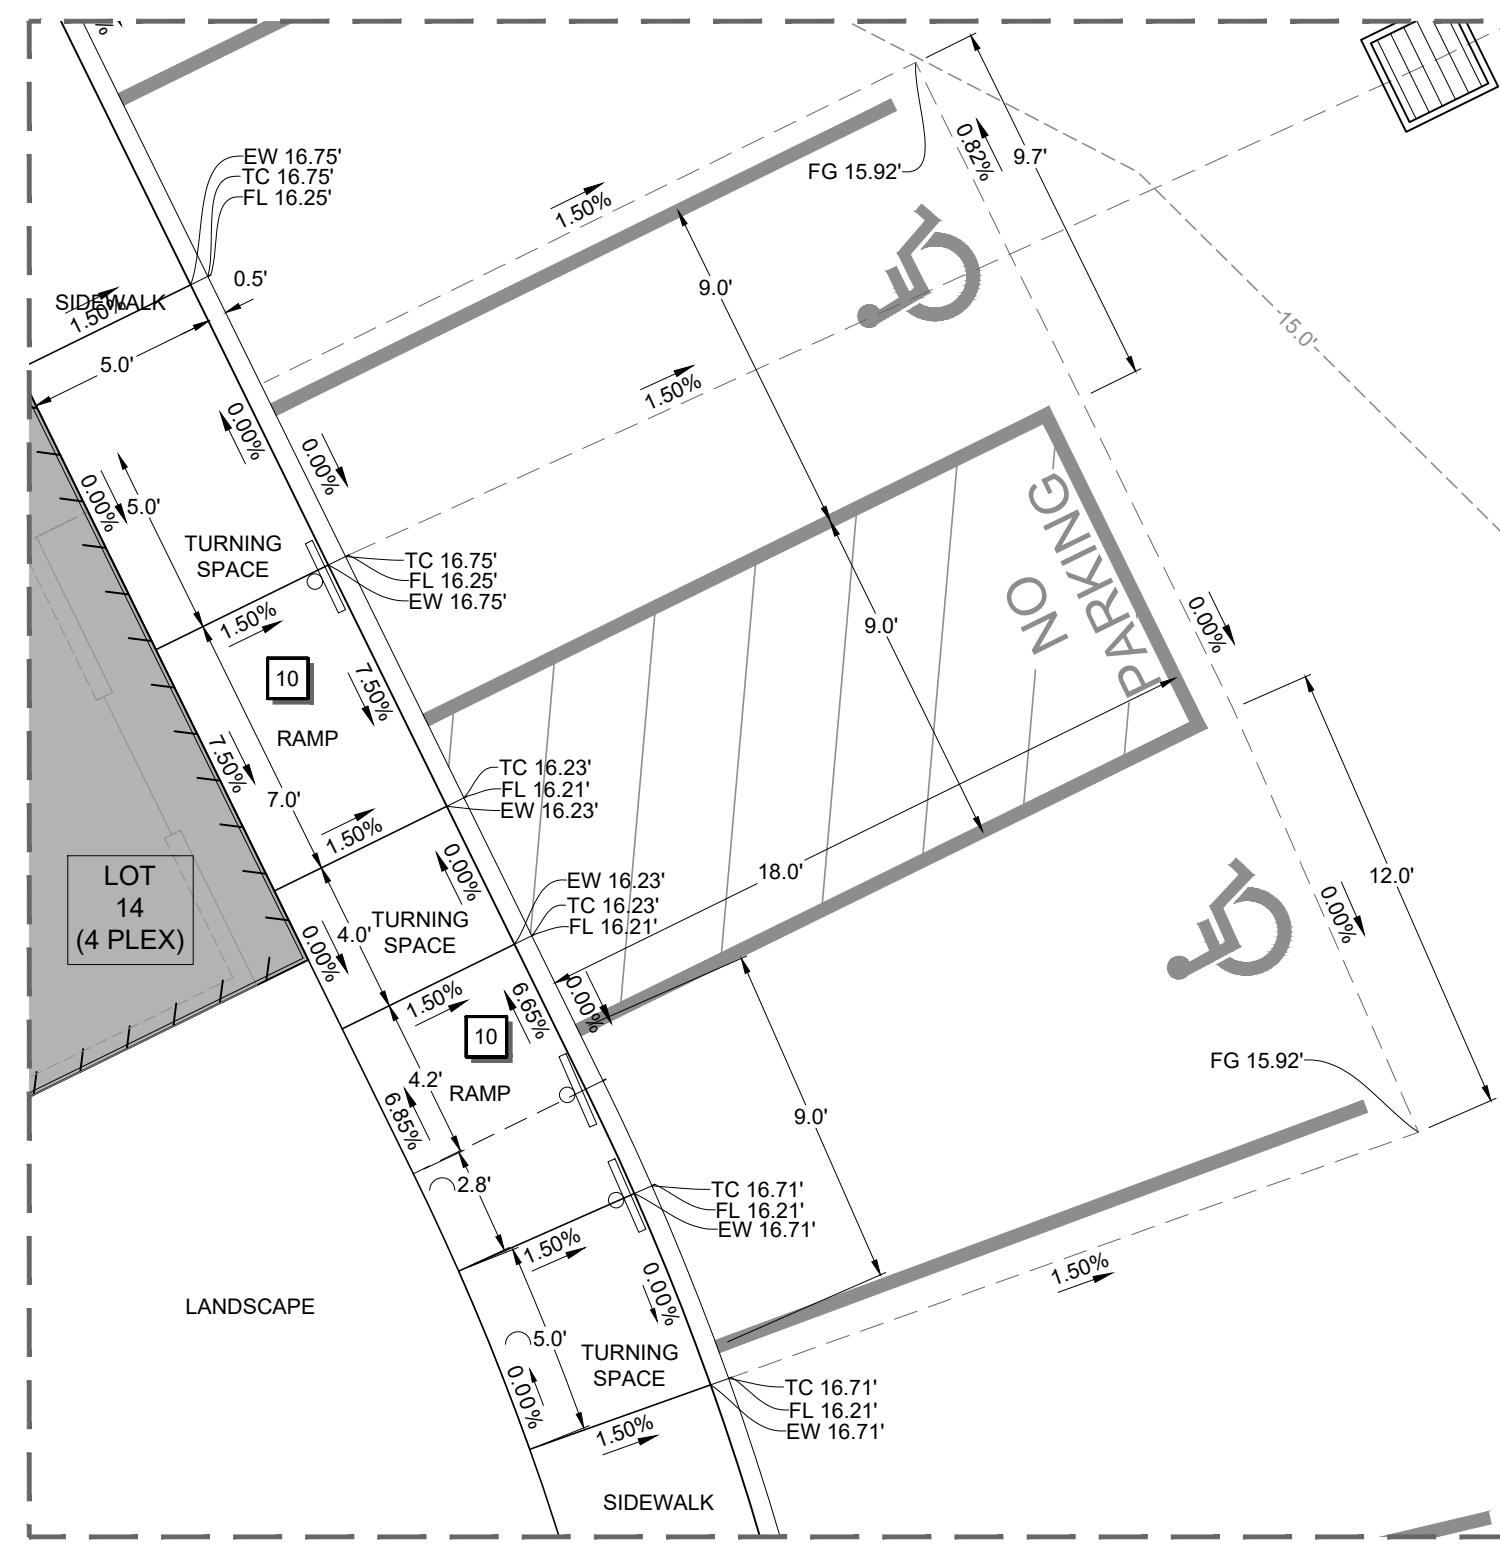 %
EW 16.75'
TC 16.75'
FL 16.25'
FG 15.92'
0.82%
9.7'
1.50%
SIDEWALK
1.50%
0.5'
5.0'
9.0'
15.0'
1.50%
0.00%
0.00%
0.00%
5.0'
TURNING
SPACE
TC 16.75'
FL 16.25'
EW 16.75'
1.50%
NO
PARKING
9.0'
0.00%
10
7.50%
RAMP
7.50%
7.0'
TC 16.23'
FL 16.21'
EW 16.23'
1.50%
0.00%
18.0'
12.0'
LOT
14
(4 PLEX)
EW 16.23'
TC 16.23'
FL 16.21'
4.0'
TURNING
SPACE
0.00%
0.00%
1.50%
6.65%
0.00%
10
4.2'
RAMP
6.85%
9.0'
FG 15.92'
2.8'
TC 16.71'
FL 16.21'
EW 16.71'
1.50%
1.50%
0.00%
LANDSCAPE
5.0'
TURNING
SPACE
0.00%
TC 16.71'
FL 16.21'
EW 16.71'
1.50%
SIDEWALK